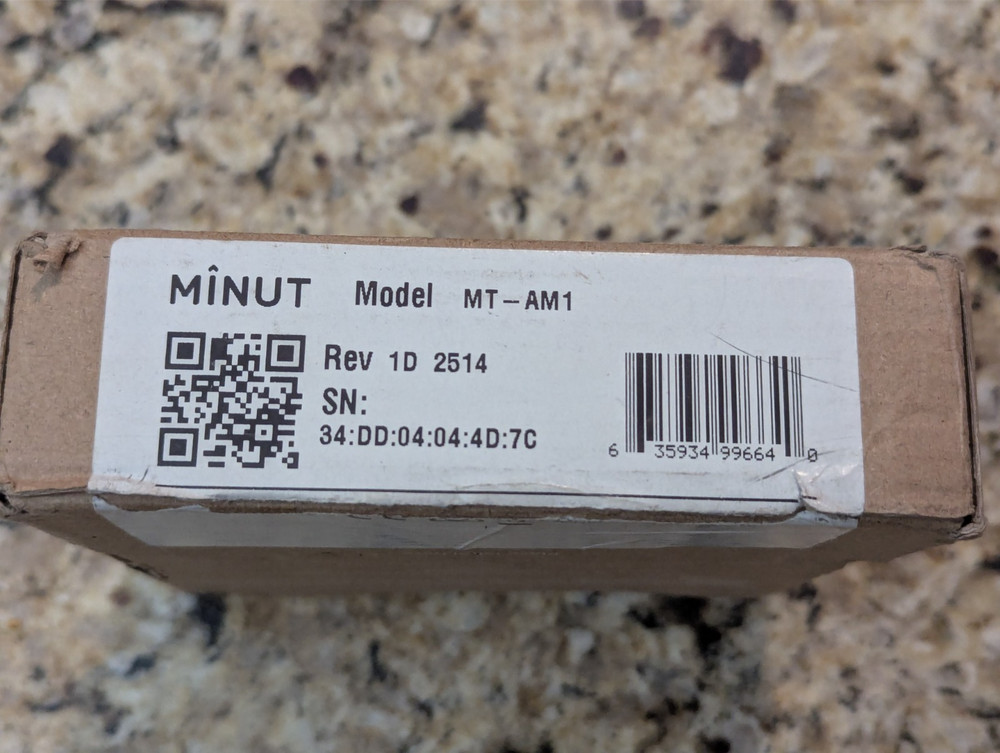 MÎNUT Model MT-AM1
Rev 1D 2514
SN:
34:DD:04:04:4D:7C
6 35934 99664 0